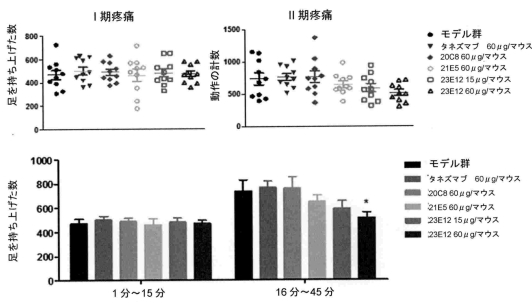 I期疼痛
足を持ち上げた数
800
600
400
200
0
II期疼痛
動作の計数
1500
1000
500
0
モデル群
タネズマブ 60μg/マウス
20C8 60μg/マウス
21E5 60μg/マウス
23E12 15μg/マウス
23E12 60μg/マウス
足を持ち上げた数
1000
800
600
400
200
0
*
1分～15分
16分～45分
モデル群
タネズマブ 60μg/マウス
20C8 60μg/マウス
21E5 60μg/マウス
23E12 15μg/マウス
23E12 60μg/マウス